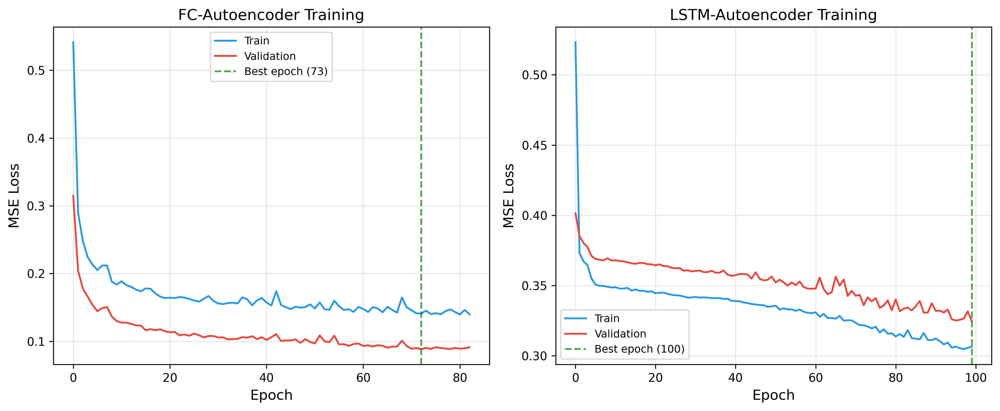 FC-Autoencoder Training
MSE Loss
0.5
0.4
0.3
0.2
0.1
Train
Validation
Best epoch (73)
0 20 40 60 80
Epoch
LSTM-Autoencoder Training
MSE Loss
0.50
0.45
0.40
0.35
0.30
Train
Validation
Best epoch (100)
0 20 40 60 80 100
Epoch